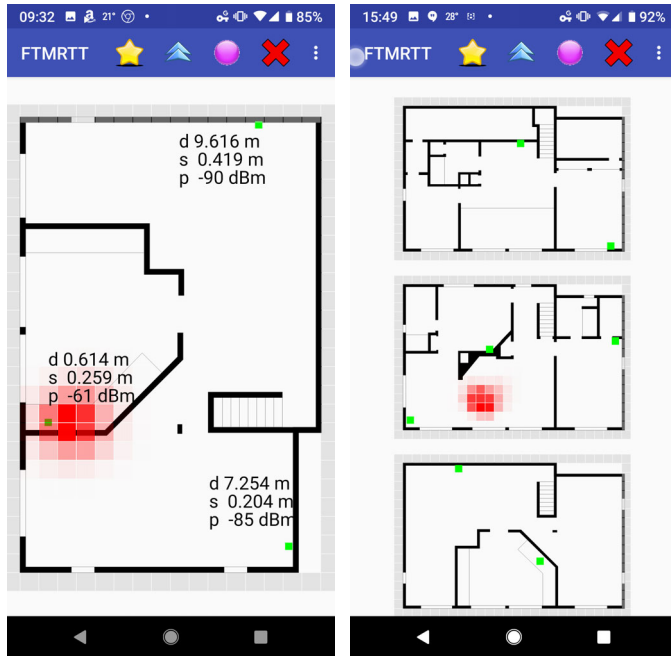 09:32 21° 85%
FTMRTT
d 9.616 m
s 0.419 m
p -90 dBm
d 0.614 m
s 0.259 m
p -61 dBm
d 7.254 m
s 0.204 m
p -85 dBm
15:49 28° 92%
FTMRTT